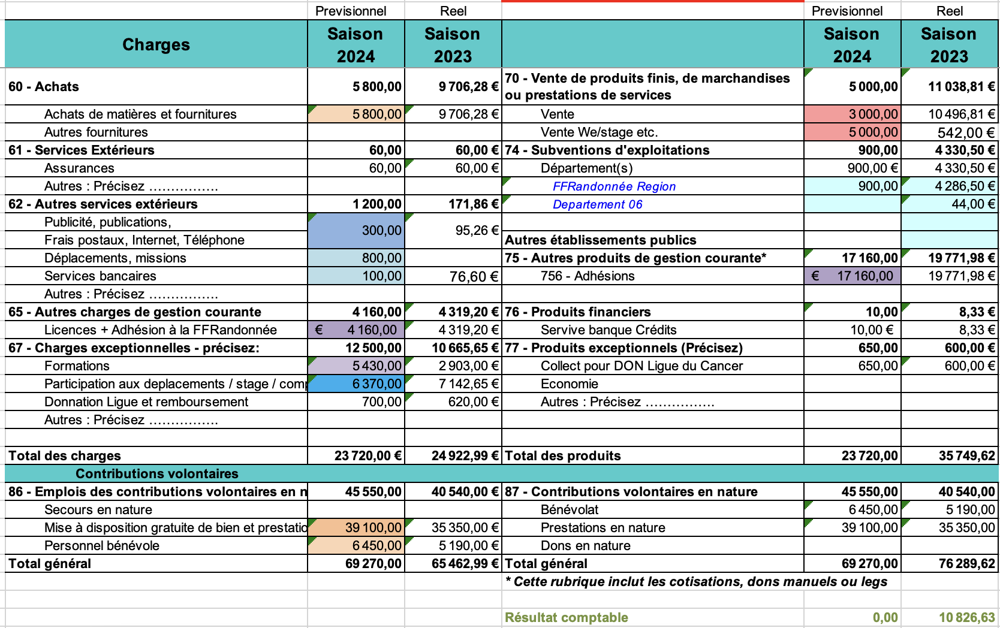 Previsionnel Reel Previsionnel Reel
Charges Saison 2024 Saison 2023 Saison 2024 Saison 2023
60 - Achats 5 800,00 9 706,28 € 70 - Vente de produits finis, de marchandises ou prestations de services 5 000,00 11 038,81 €
Achats de matières et fournitures 5 800,00 9 706,28 € Vente 3 000,00 10 496,81 €
Autres fournitures Vente We/stage etc. 5 000,00 542,00 €
61 - Services Extérieurs 60,00 60,00 € 74 - Subventions d'exploitations 900,00 4 330,50 €
Assurances 60,00 60,00 € Département(s) 900,00 € 4 330,50 €
Autres : Précisez ................ FFRandonnée Region 900,00 4 286,50 €
62 - Autres services extérieurs 1 200,00 171,86 € Departement 06 44,00 €
Publicité, publications, 300,00 95,26 €
Frais postaux, Internet, Téléphone Autres établissements publics
Déplacements, missions 800,00 75 - Autres produits de gestion courante* 17 160,00 19 771,98 €
Services bancaires 100,00 76,60 € 756 - Adhésions € 17 160,00 19 771,98 €
Autres : Précisez ................
65 - Autres charges de gestion courante 4 160,00 4 319,20 € 76 - Produits financiers 10,00 8,33 €
Licences + Adhésion à la FFRandonnée € 4 160,00 4 319,20 € Servive banque Crédits 10,00 € 8,33 €
67 - Charges exceptionnelles - précisez: 12 500,00 10 665,65 € 77 - Produits exceptionnels (Précisez) 650,00 600,00 €
Formations 5 430,00 2 903,00 € Collect pour DON Ligue du Cancer 650,00 600,00 €
Participation aux deplacements / stage / comp 6 370,00 7 142,65 € Economie
Donnation Ligue et remboursement 700,00 620,00 € Autres : Précisez ................
Autres : Précisez ................
Total des charges 23 720,00 € 24 922,99 € Total des produits 23 720,00 35 749,62
Contributions volontaires
86 - Emplois des contributions volontaires en n 45 550,00 40 540,00 € 87 - Contributions volontaires en nature 45 550,00 40 540,00
Secours en nature Bénévolat 6 450,00 5 190,00
Mise à disposition gratuite de bien et prestatio 39 100,00 35 350,00 € Prestations en nature 39 100,00 35 350,00
Personnel bénévole 6 450,00 5 190,00 € Dons en nature
Total général 69 270,00 65 462,99 € Total général 69 270,00 76 289,62
* Cette rubrique inclut les cotisations, dons manuels ou legs
Résultat comptable 0,00 10 826,63